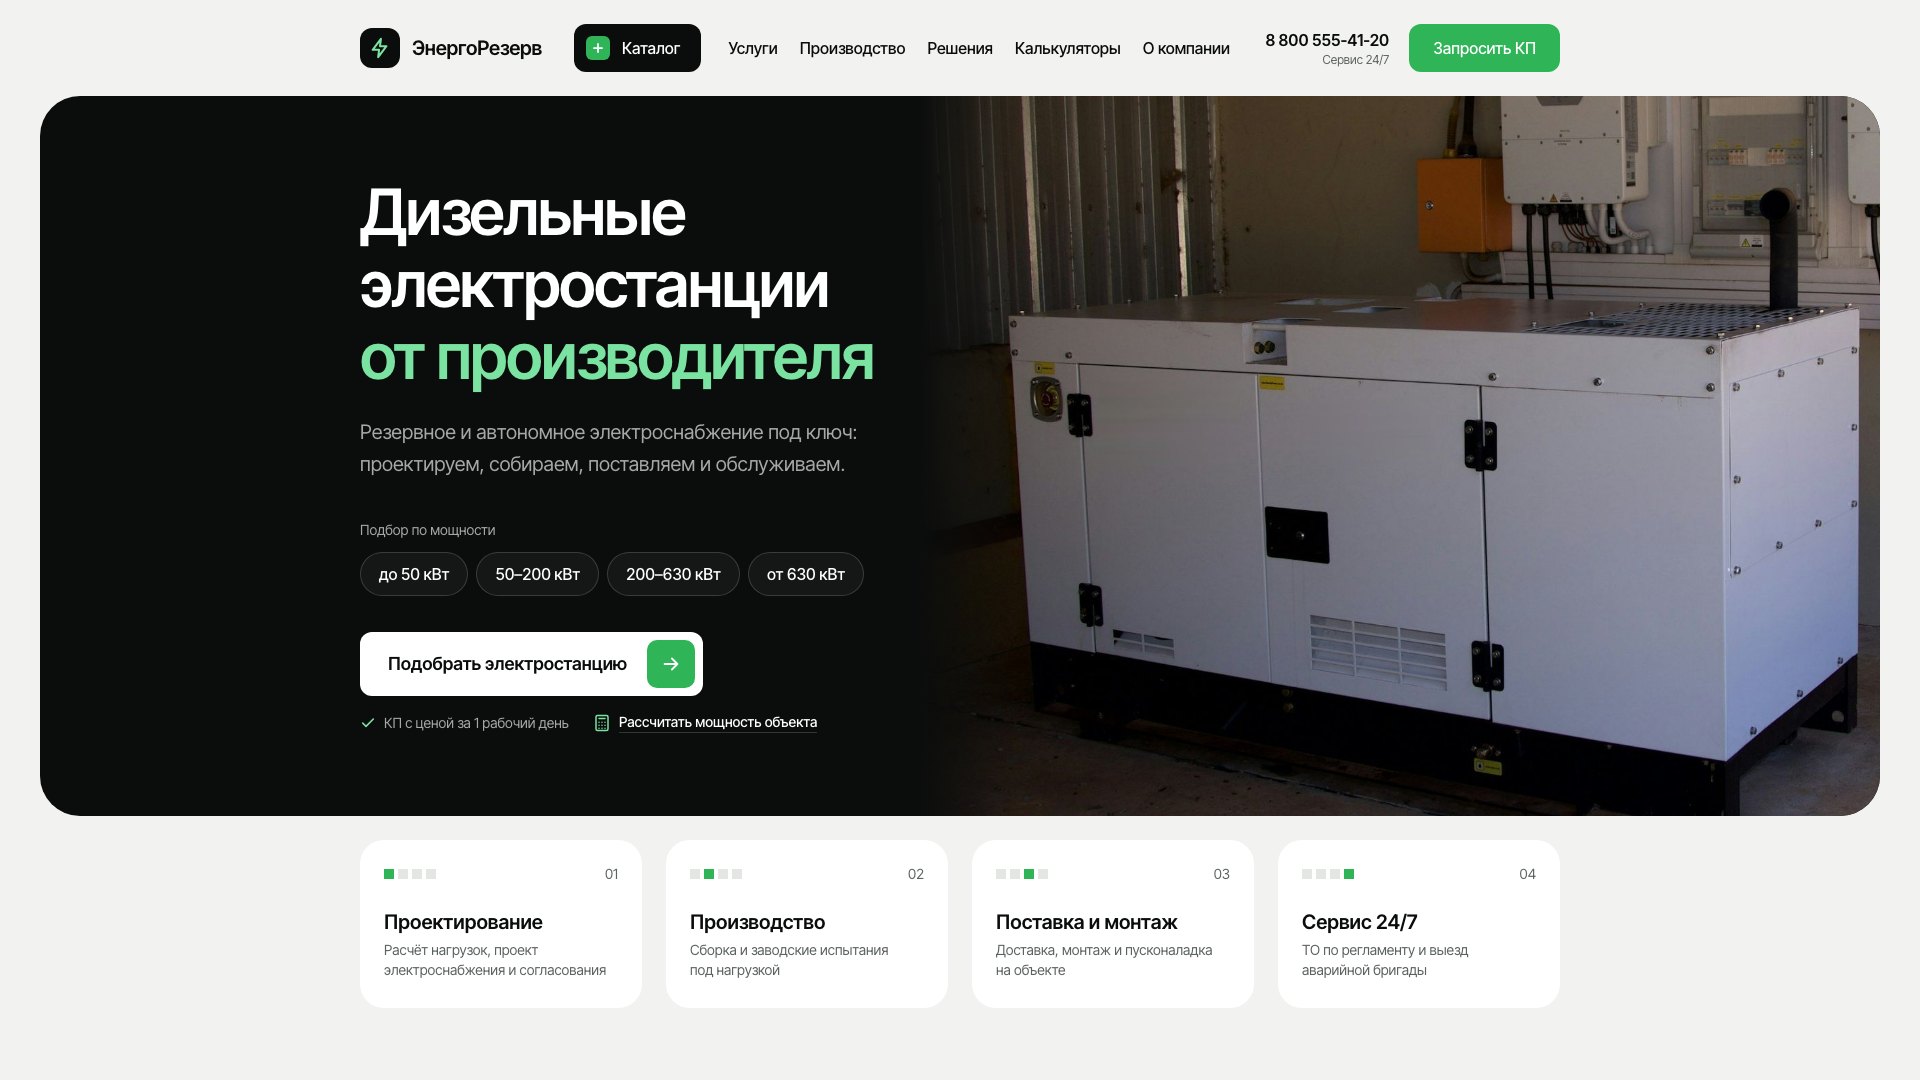 ЭнергоРезерв
Каталог
Услуги
Производство
Решения
Калькуляторы
О компании
8 800 555-41-20
Сервис 24/7
Запросить КП
Дизельные
электростанции
от производителя
Резервное и автономное электроснабжение под ключ:
проектируем, собираем, поставляем и обслуживаем.
Подбор по мощности
до 50 кВт
50–200 кВт
200–630 кВт
от 630 кВт
Подобрать электростанцию
КП с ценой за 1 рабочий день
Рассчитать мощность объекта
01
Проектирование
Расчёт нагрузок, проект
электроснабжения и согласования
02
Производство
Сборка и заводские испытания
под нагрузкой
03
Поставка и монтаж
Доставка, монтаж и пусконаладка
на объекте
04
Сервис 24/7
ТО по регламенту и выезд
аварийной бригады